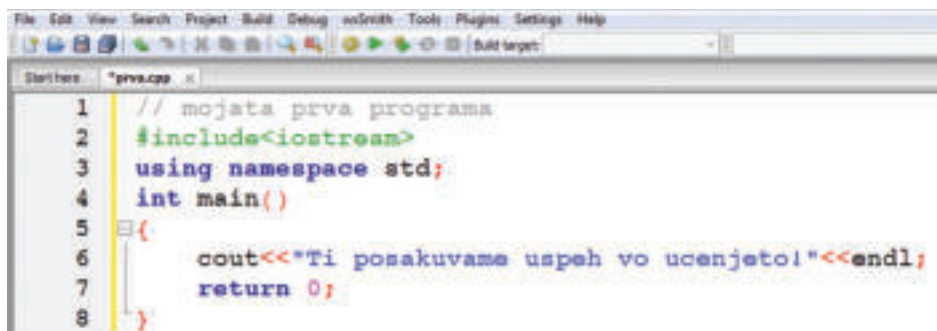 File Edit View Search Project Build Debug wxSmith Tools Plugins Settings Help
Build target:
Start here *prva.cpp ×
1 // mojata prva programa
2 #include<iostream>
3 using namespace std;
4 int main()
5 {
6 cout<<"Ti posakuvame uspeh vo ucenjeto!"<<endl;
7 return 0;
8 }